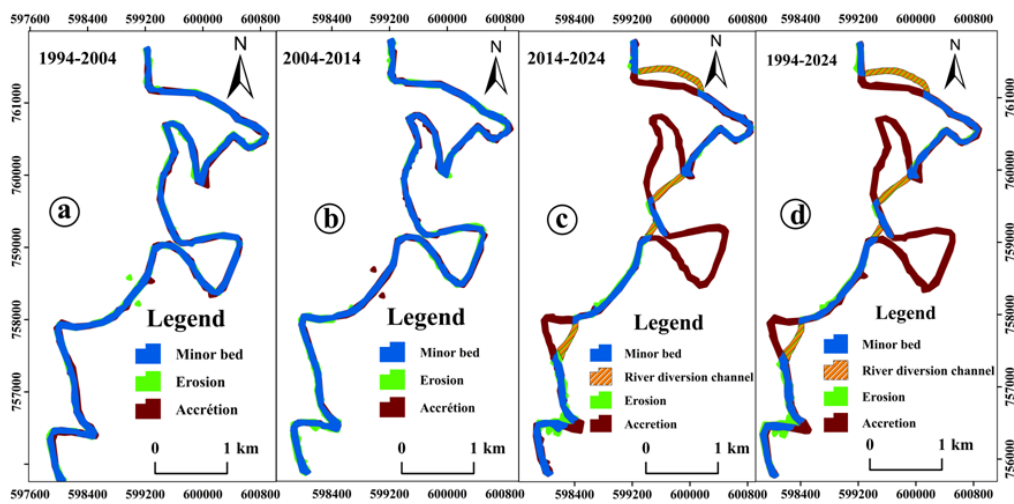 597600 598400 599200 600000 600800 598400 599200 600000 600800 598400 599200 600000 600800 598400 599200 600000 600800
1994-2004
N
a
Legend
Minor bed
Erosion
Accrétion
0 1 km
2004-2014
N
b
Legend
Minor bed
Erosion
Accrétion
0 1 km
2014-2024
N
c
Legend
Minor bed
River diversion channel
Erosion
Accretion
0 1 km
1994-2024
N
d
Legend
Minor bed
River diversion channel
Erosion
Accretion
0 1 km
761000
760000
759000
758000
757000
761000
760000
759000
758000
757000
756000
597600 598400 599200 600000 600800 598400 599200 600000 600800 598400 599200 600000 600800 598400 599200 600000 600800